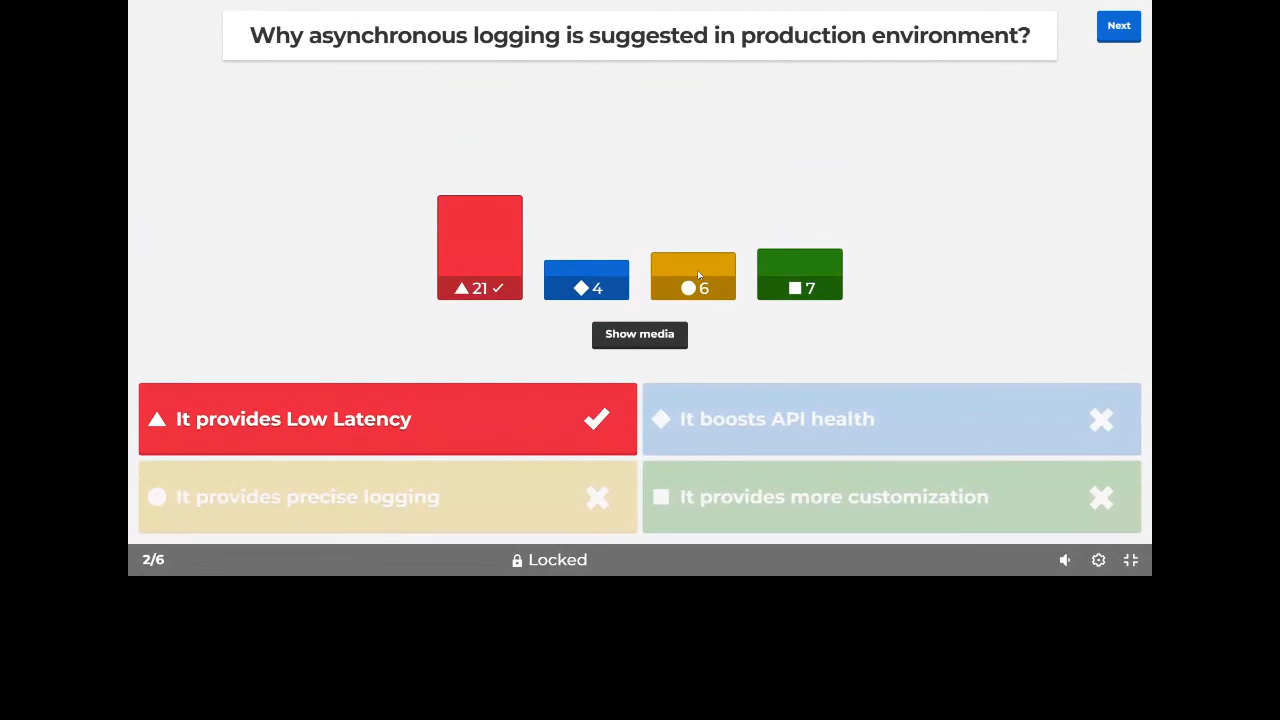 Why asynchronous logging is suggested in production environment?
Next
21
4
6
7
Show media
It provides Low Latency
It boosts API health
It provides precise logging
It provides more customization
2/6
Locked